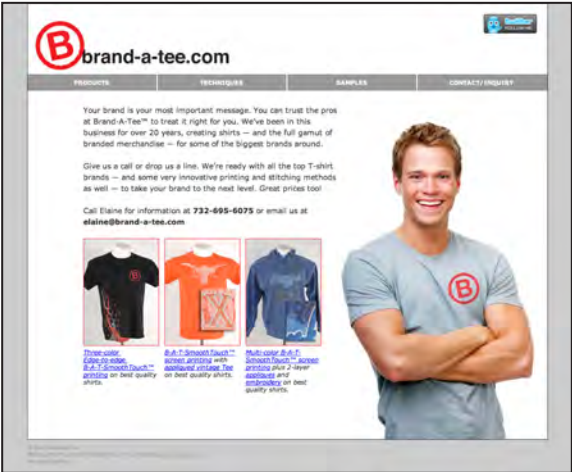 twitter
FOLLOW ME
B brand-a-tee.com
PRODUCTS TECHNIQUES SAMPLES CONTACT/INQUIRY
Your brand is your most important message. You can trust the pros
at Brand-A-Tee™ to treat it right for you. We've been in this
business for over 20 years, creating shirts — and the full gamut of
branded merchandise — for some of the biggest brands around.
Give us a call or drop us a line. We're ready with all the top T-shirt
brands — and some very innovative printing and stitching methods
as well — to take your brand to the next level. Great prices too!
Call Elaine for information at 732-695-6075 or email us at
elaine@brand-a-tee.com
B
B
Three-color
Edge-to-edge
B-A-T-SmoothTouch™
printing on best quality
shirts.
B-A-T-SmoothTouch™
screen printing with
appliqued vintage Tee
on best quality shirts.
Multi-color B-A-T-
SmoothTouch™ screen
printing plus 2-layer
appliques and
embroidery on best
quality shirts.